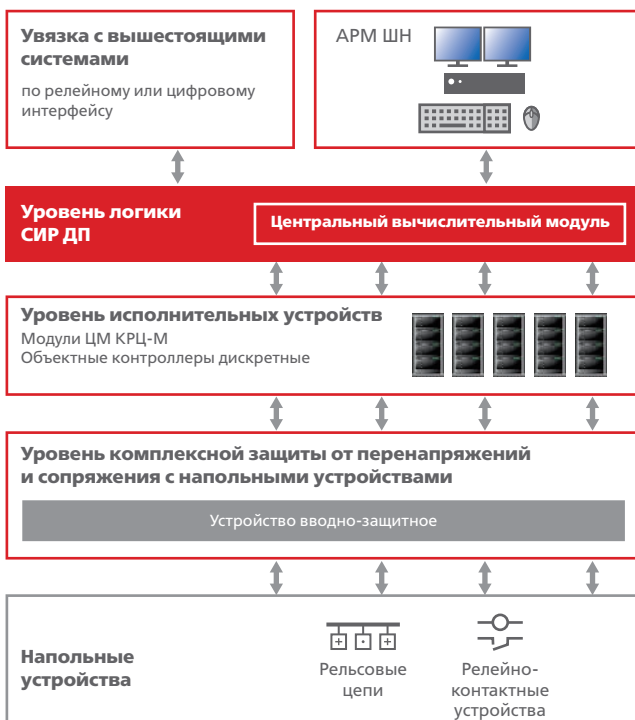 Увязка с вышестоящими
системами
по релейному или цифровому
интерфейсу
АРМ ШН
Уровень логики
СИР ДП
Центральный вычислительный модуль
Уровень исполнительных устройств
Модули ЦМ КРЦ-М
Объектные контроллеры дискретные
Уровень комплексной защиты от перенапряжений
и сопряжения с напольными устройствами
Устройство вводно-защитное
Напольные
устройства
Рельсовые
цепи
Релейно-
контактные
устройства